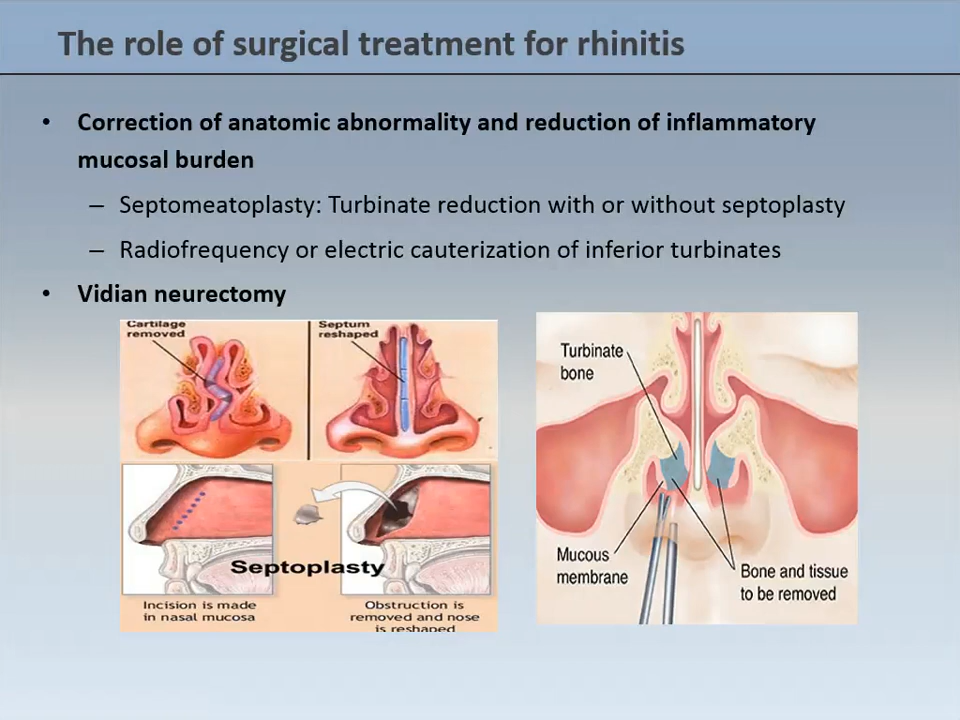 The role of surgical treatment for rhinitis
• Correction of anatomic abnormality and reduction of inflammatory
mucosal burden
– Septomeatoplasty: Turbinate reduction with or without septoplasty
– Radiofrequency or electric cauterization of inferior turbinates
• Vidian neurectomy
Cartilage
removed
Septum
reshaped
Septoplasty
Incision is made
in nasal mucosa
Obstruction is
removed and nose
is reshaped
Turbinate
bone
Mucous
membrane
Bone and tissue
to be removed